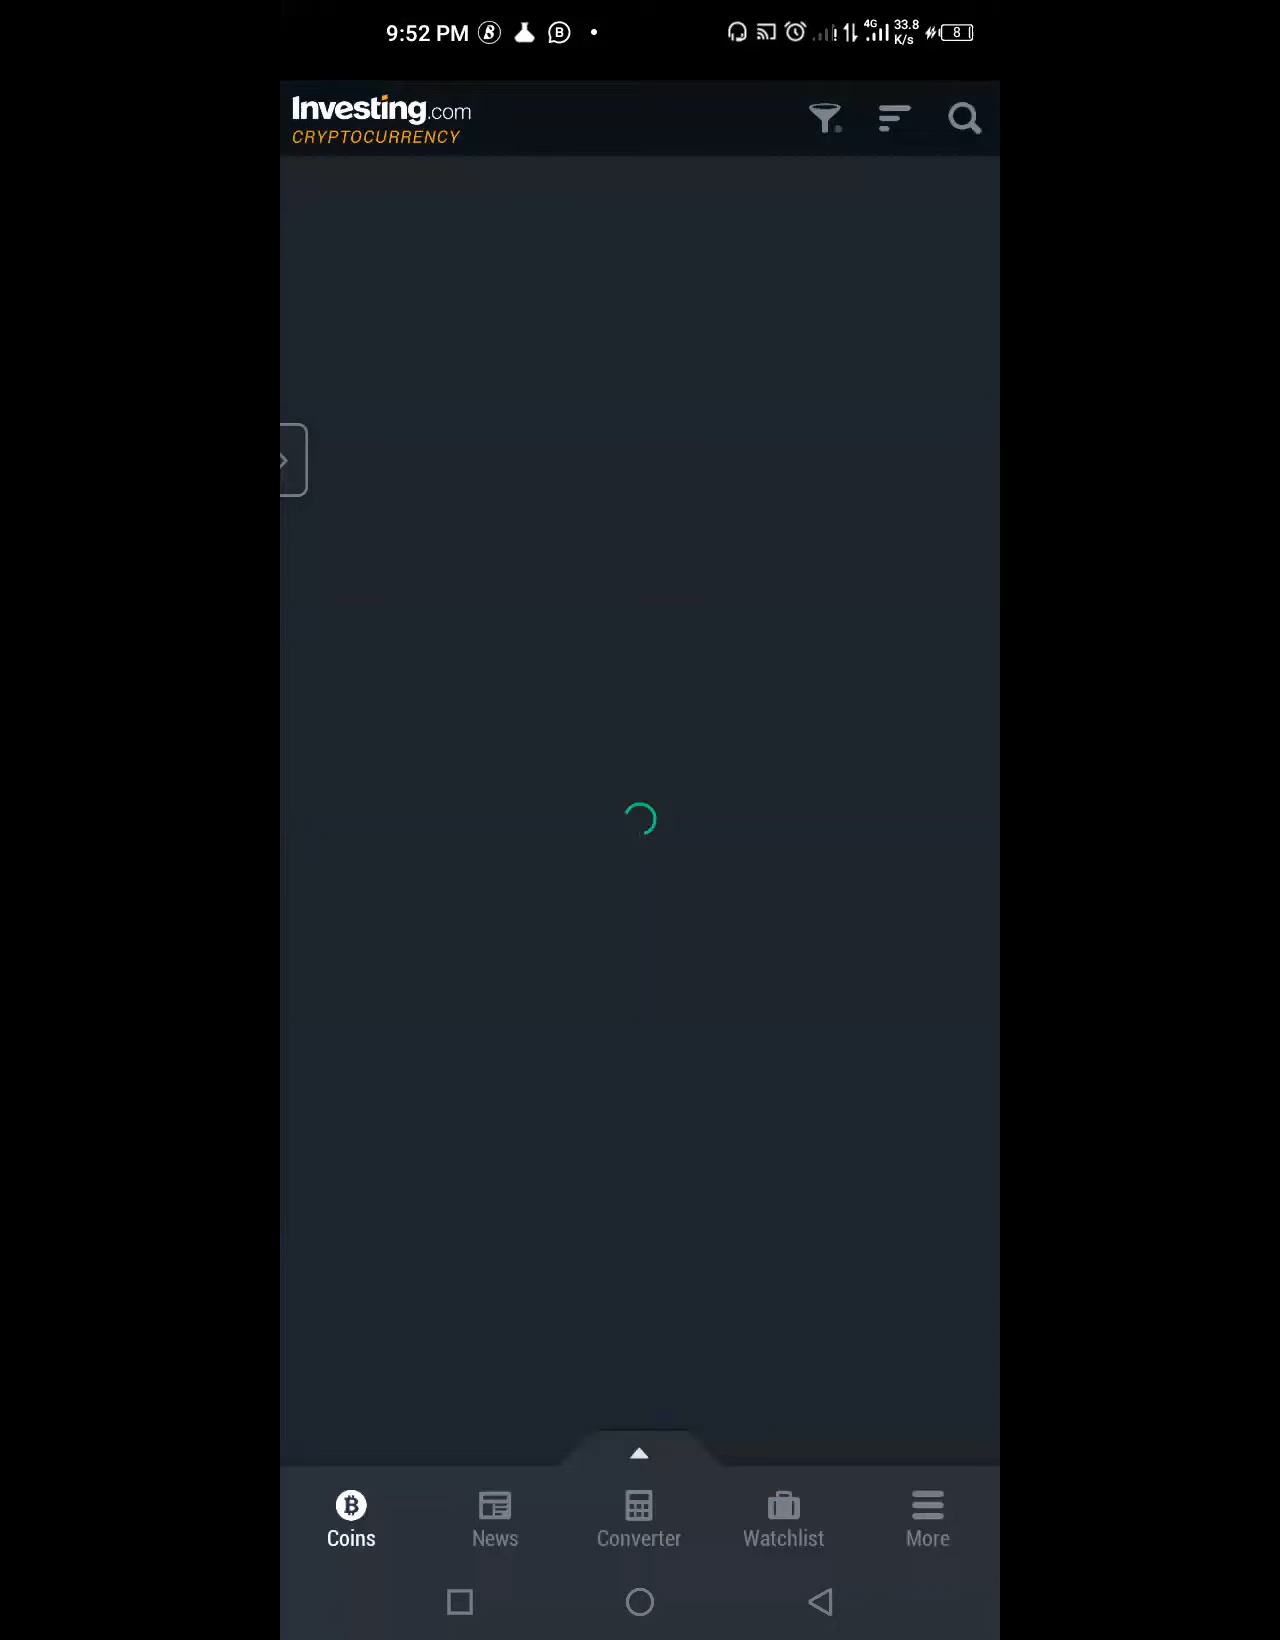 9:52 PM
4G
33.8
K/s
8
Investing.com
CRYPTOCURRENCY
Coins
News
Converter
Watchlist
More